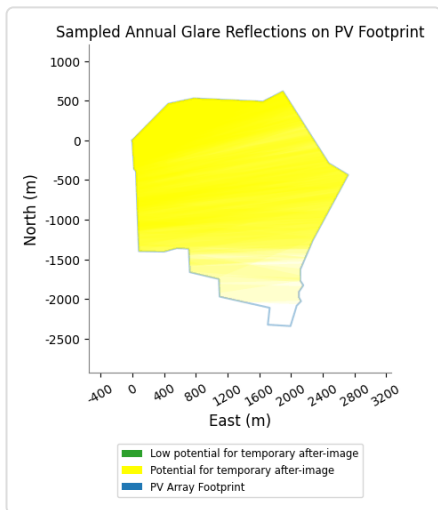 Sampled Annual Glare Reflections on PV Footprint
1000
500
0
-500
-1000
-1500
-2000
-2500
North (m)
-400 0 400 800 1200 1600 2000 2400 2800 3200
East (m)
Low potential for temporary after-image
Potential for temporary after-image
PV Array Footprint